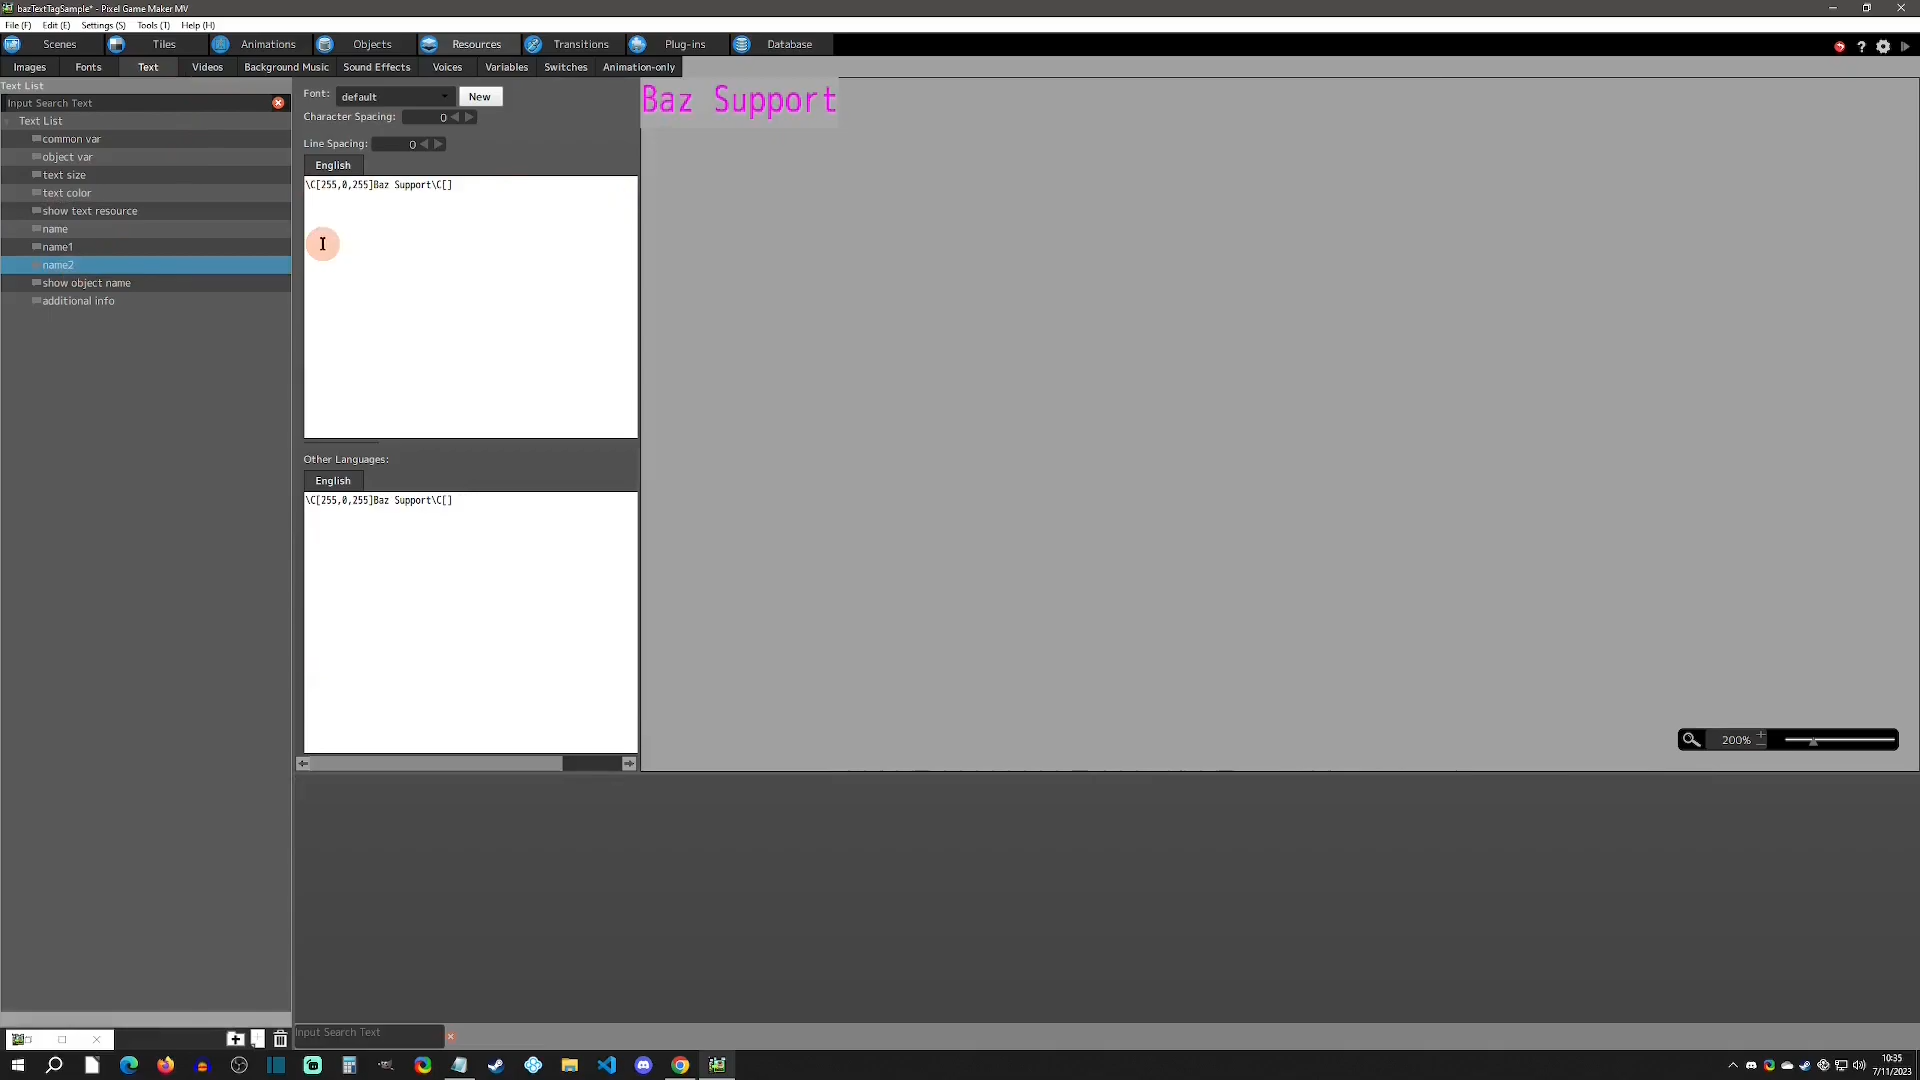 bazTextTagSample* - Pixel Game Maker MV
File (F) Edit (E) Settings (S) Tools (T) Help (H)
Scenes Tiles Animations Objects Resources Transitions Plug-ins Database
Images Fonts Text Videos Background Music Sound Effects Voices Variables Switches Animation-only
Text List
Input Search Text
Text List
common var
object var
text size
text color
show text resource
name
name1
name2
show object name
additional info
Font: default New
Character Spacing: 0
Line Spacing: 0
English
\C[255,0,255]Baz Support\C[]
Other Languages:
English
\C[255,0,255]Baz Support\C[]
Baz Support
200%
Input Search Text
10:35
7/11/2023